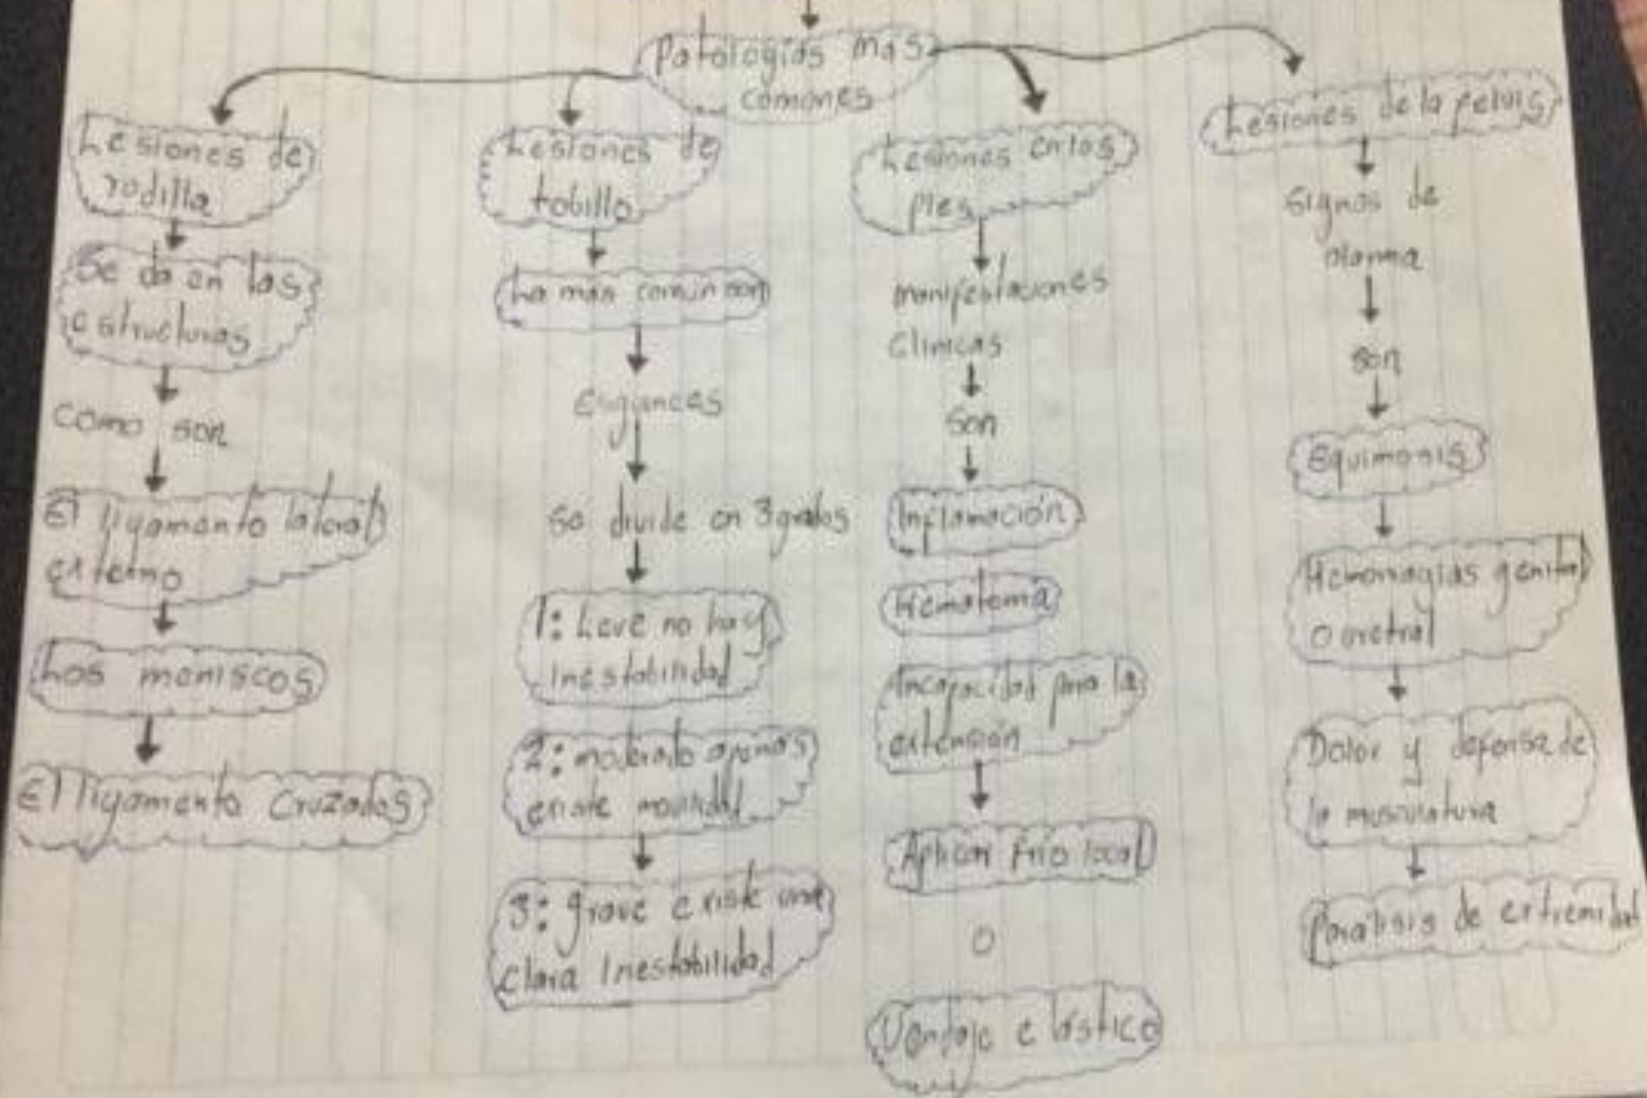 Patologías mas
comones
Lesiones de
rodilla
Se da en las
estructuras
Como son
El ligamento lateral
externo
Los meniscos
El ligamento cruzados
Lesiones de
tobillo
La más común son
se divide en 3 grados
1: Leve no hay
inestabilidad
2: moderado apenas
existe movilidad
3: grave existe una
clara Inestabilidad
Lesiones en los
pies
manifestaciones
Clinicas
Son
Inflamación
Hematoma
Incapacidad para la
extensión
Aplicar frío local
O
Vendaje elástico
Lesiones de la pelvis
signos de
alarma
son
Equimosis
Hemorragias genital
o uretral
Dolor y defensa de
la musculatura
Parálisis de extremidad